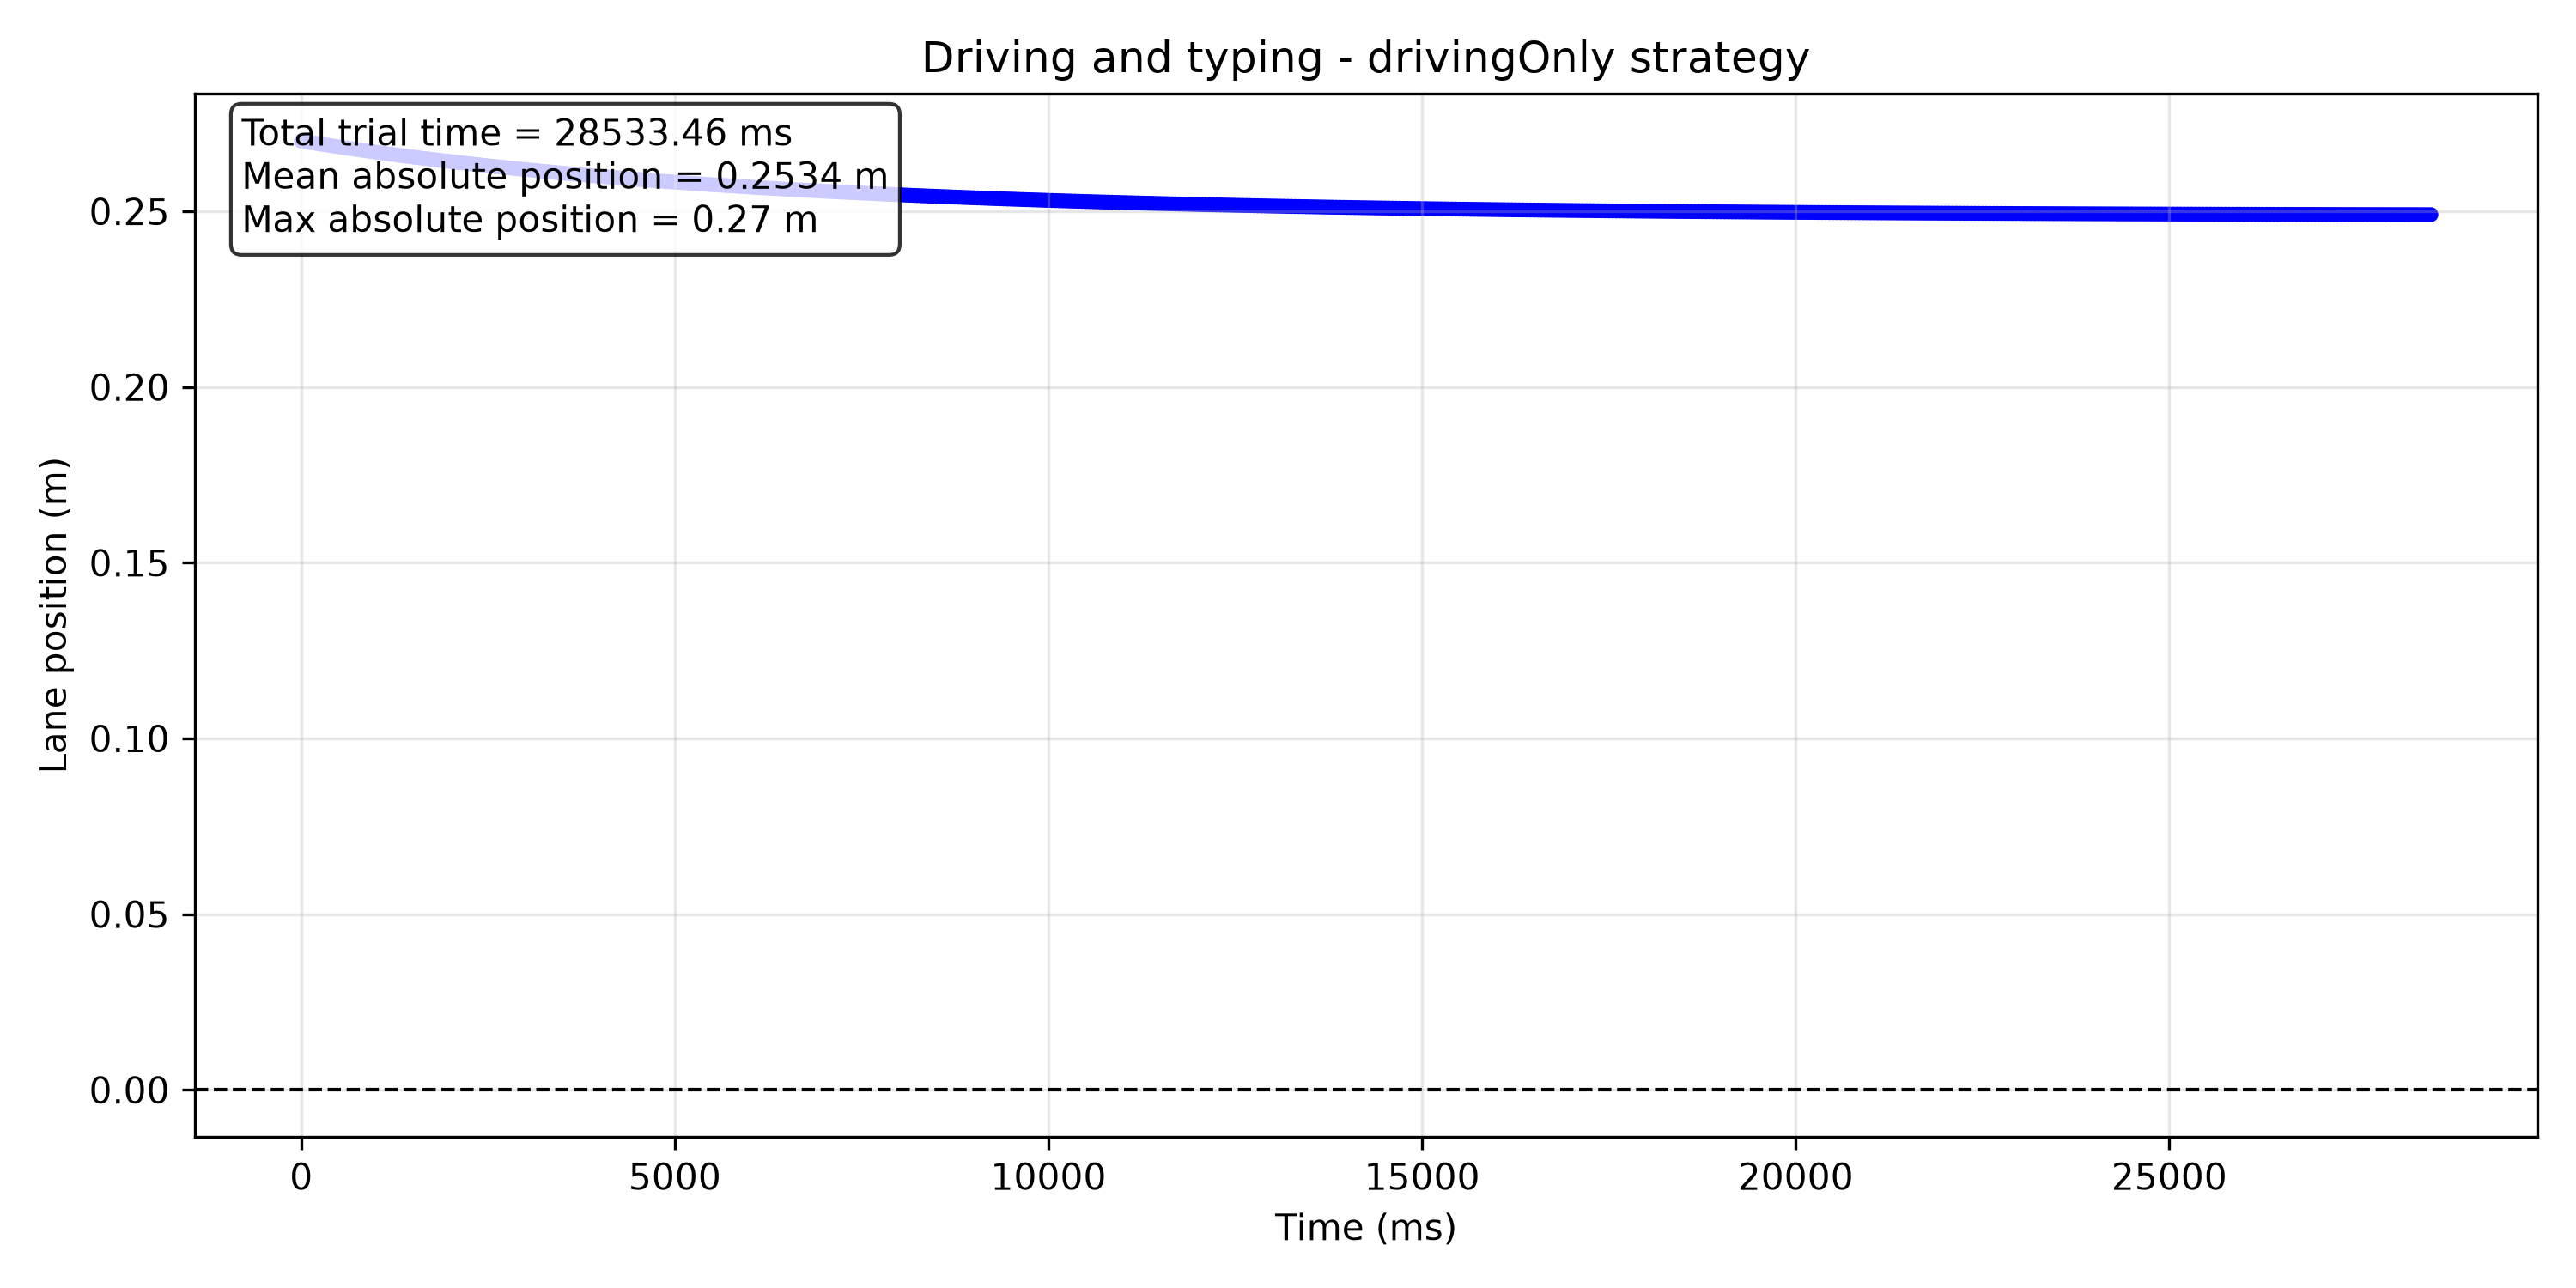 Driving and typing - drivingOnly strategy
Total trial time = 28533.46 ms
Mean absolute position = 0.2534 m
Max absolute position = 0.27 m
0.25
0.20
0.15
0.10
0.05
0.00
Lane position (m)
0 5000 10000 15000 20000 25000
Time (ms)